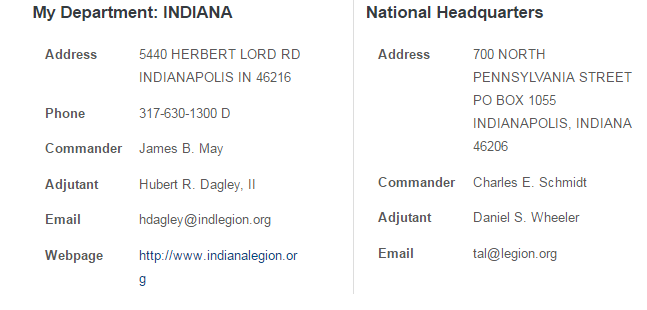 My Department: INDIANA
Address 5440 HERBERT LORD RD
INDIANAPOLIS IN 46216
Phone 317-630-1300 D
Commander James B. May
Adjutant Hubert R. Dagley, II
Email hdagley@indlegion.org
Webpage http://www.indianalegion.or
g
National Headquarters
Address 700 NORTH
PENNSYLVANIA STREET
PO BOX 1055
INDIANAPOLIS, INDIANA
46206
Commander Charles E. Schmidt
Adjutant Daniel S. Wheeler
Email tal@legion.org